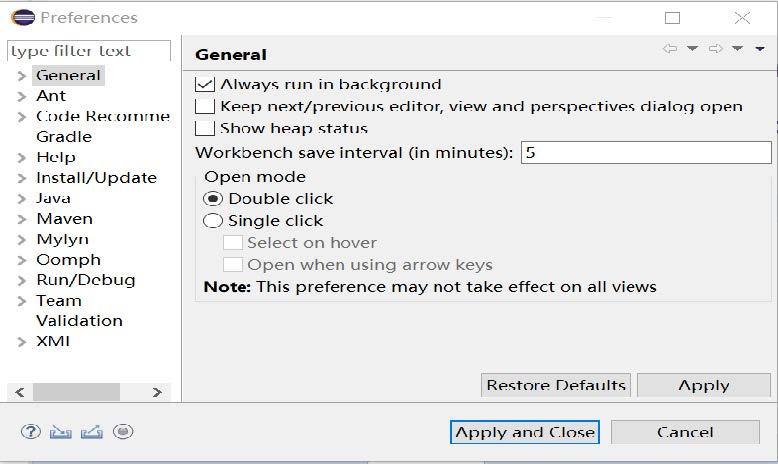 Preferences
type filter text
General
Ant
Code Recomme
Gradle
Help
Install/Update
Java
Maven
Mylyn
Oomph
Run/Debug
Team
Validation
XML
General
Always run in background
Keep next/previous editor, view and perspectives dialog open
Show heap status
Workbench save interval (in minutes): 5
Open mode
Double click
Single click
Select on hover
Open when using arrow keys
Note: This preference may not take effect on all views
Restore Defaults
Apply
Apply and Close
Cancel